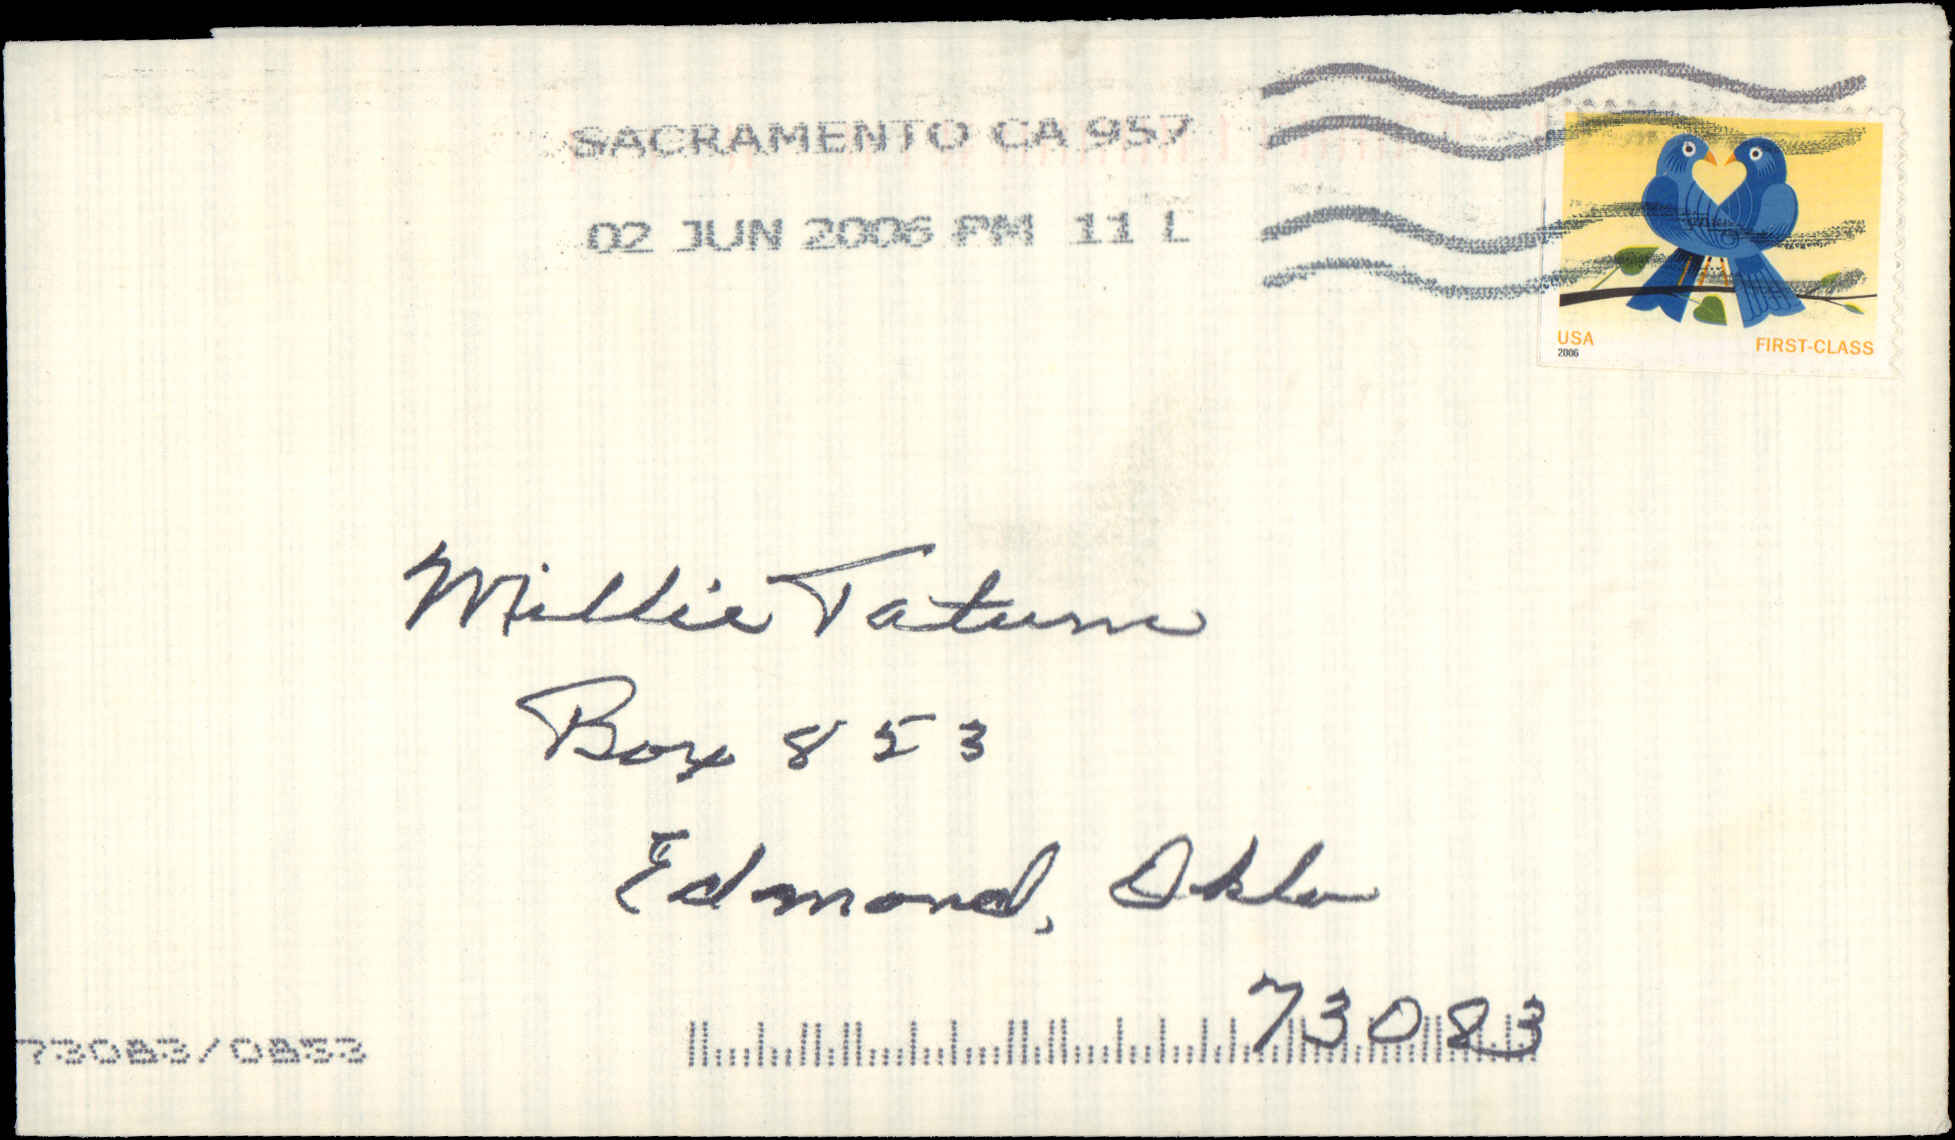 SACRAMENTO CA 957
02 JUN 2006 PM 11 L
USA
2006
FIRST-CLASS
Millie Tatum
Box 853
Edmond, Okla
73083
73083/0853